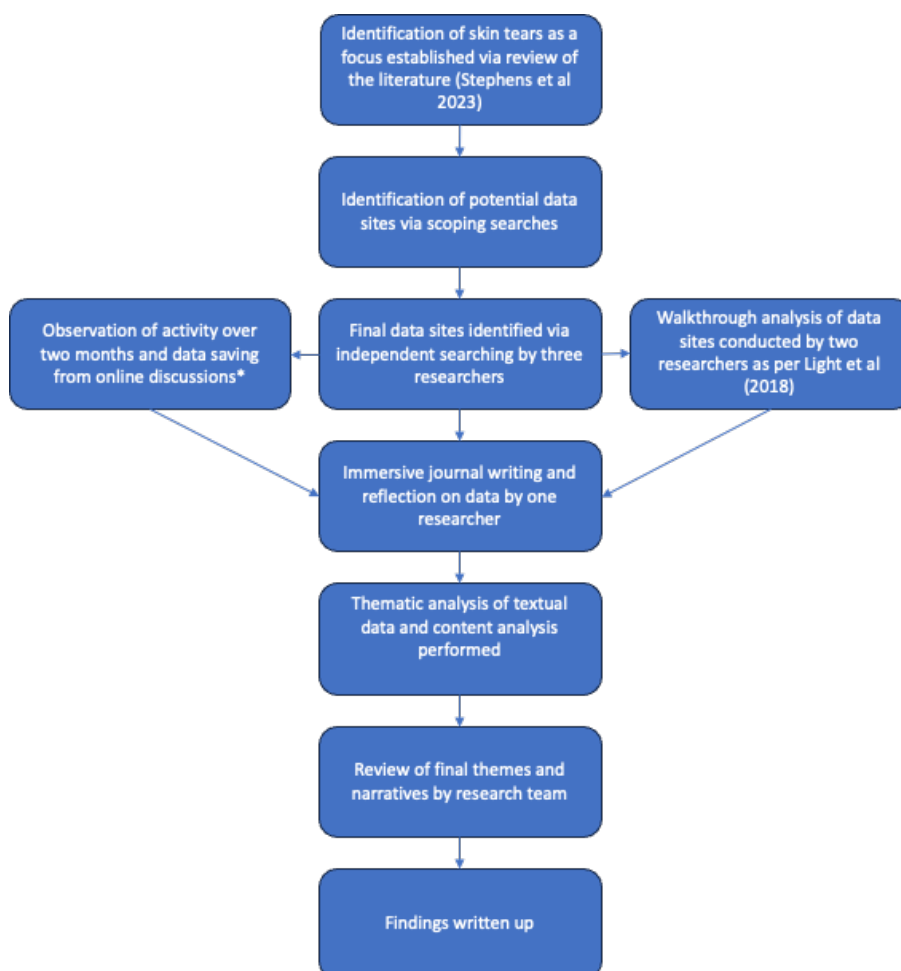 Identification of skin tears as a
focus established via review of
the literature (Stephens et al
2023)
Identification of potential data
sites via scoping searches
Observation of activity over
two months and data saving
from online discussions*
Final data sites identified via
independent searching by three
researchers
Walkthrough analysis of data
sites conducted by two
researchers as per Light et al
(2018)
Immersive journal writing and
reflection on data by one
researcher
Thematic analysis of textual
data and content analysis
performed
Review of final themes and
narratives by research team
Findings written up